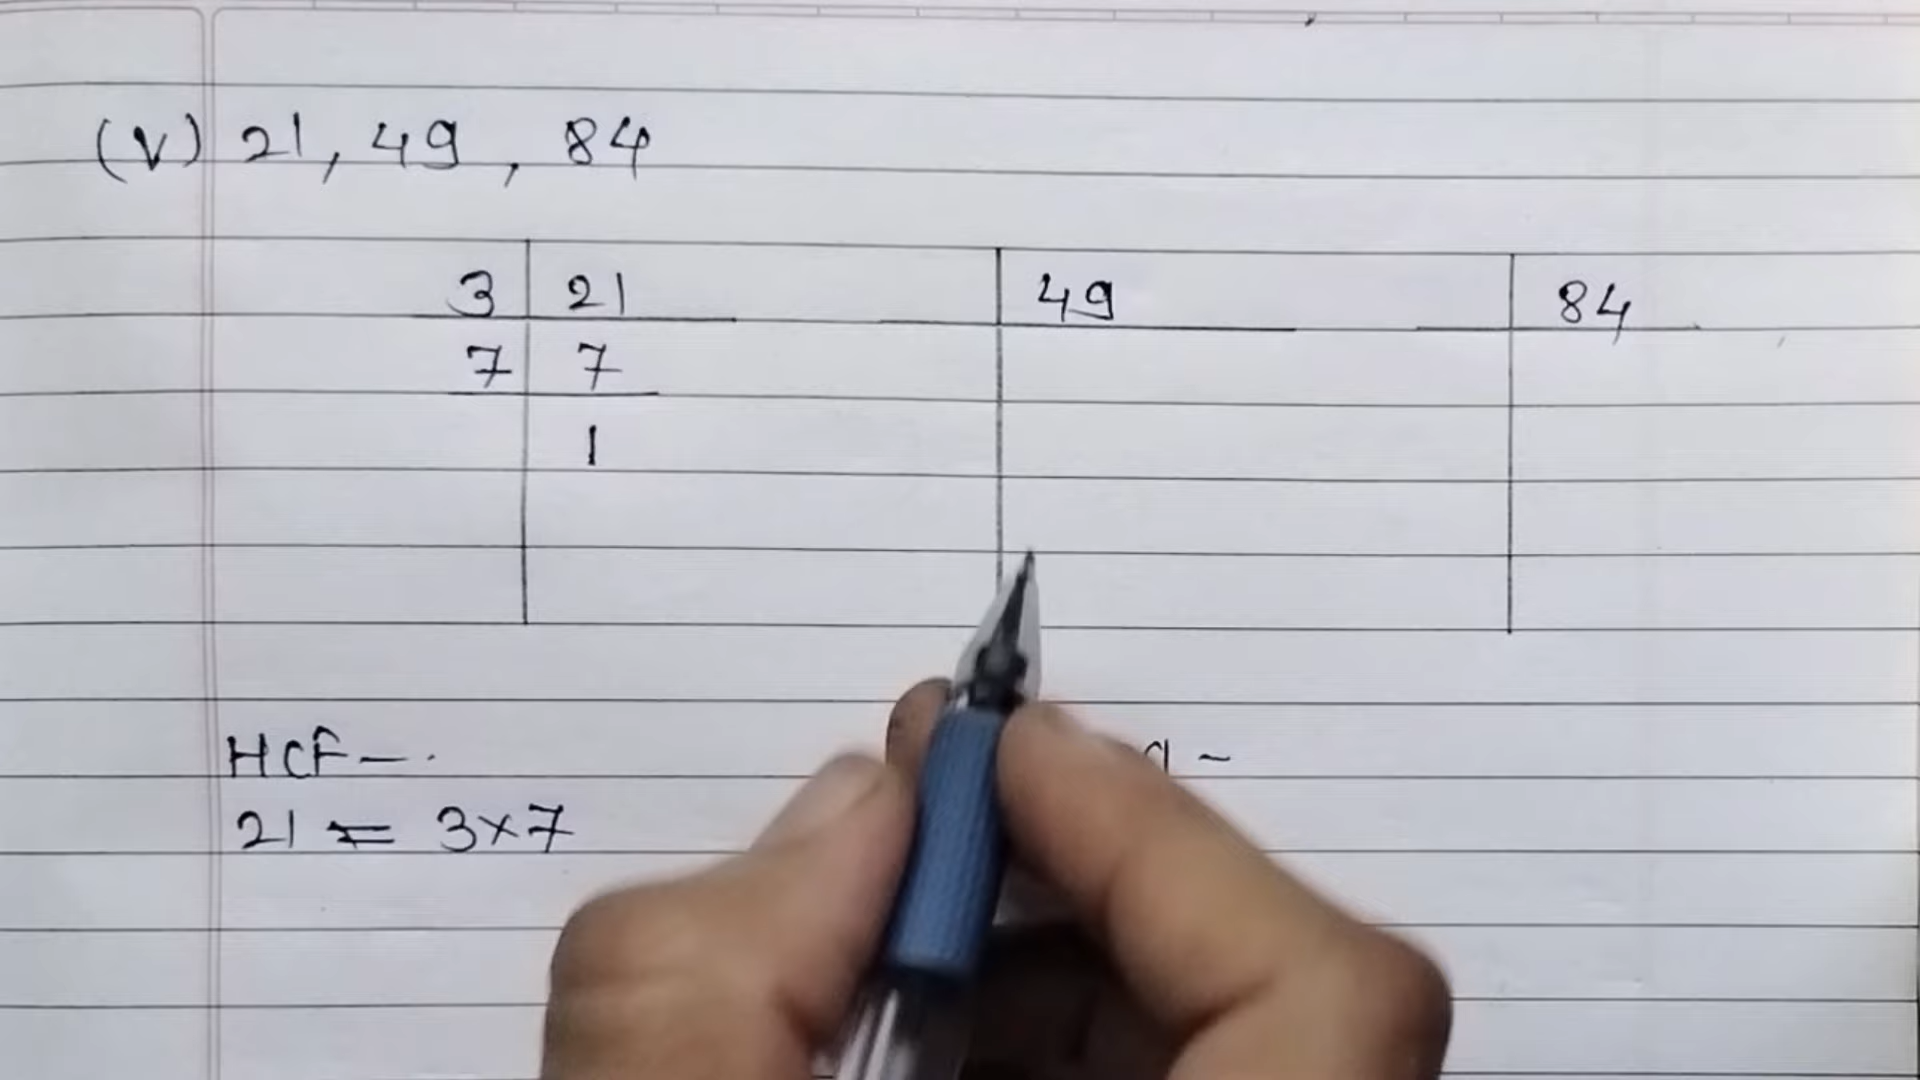 (V) 21, 49, 84
3 21 49 84
7 7
1
HCF –
21 = 3×7